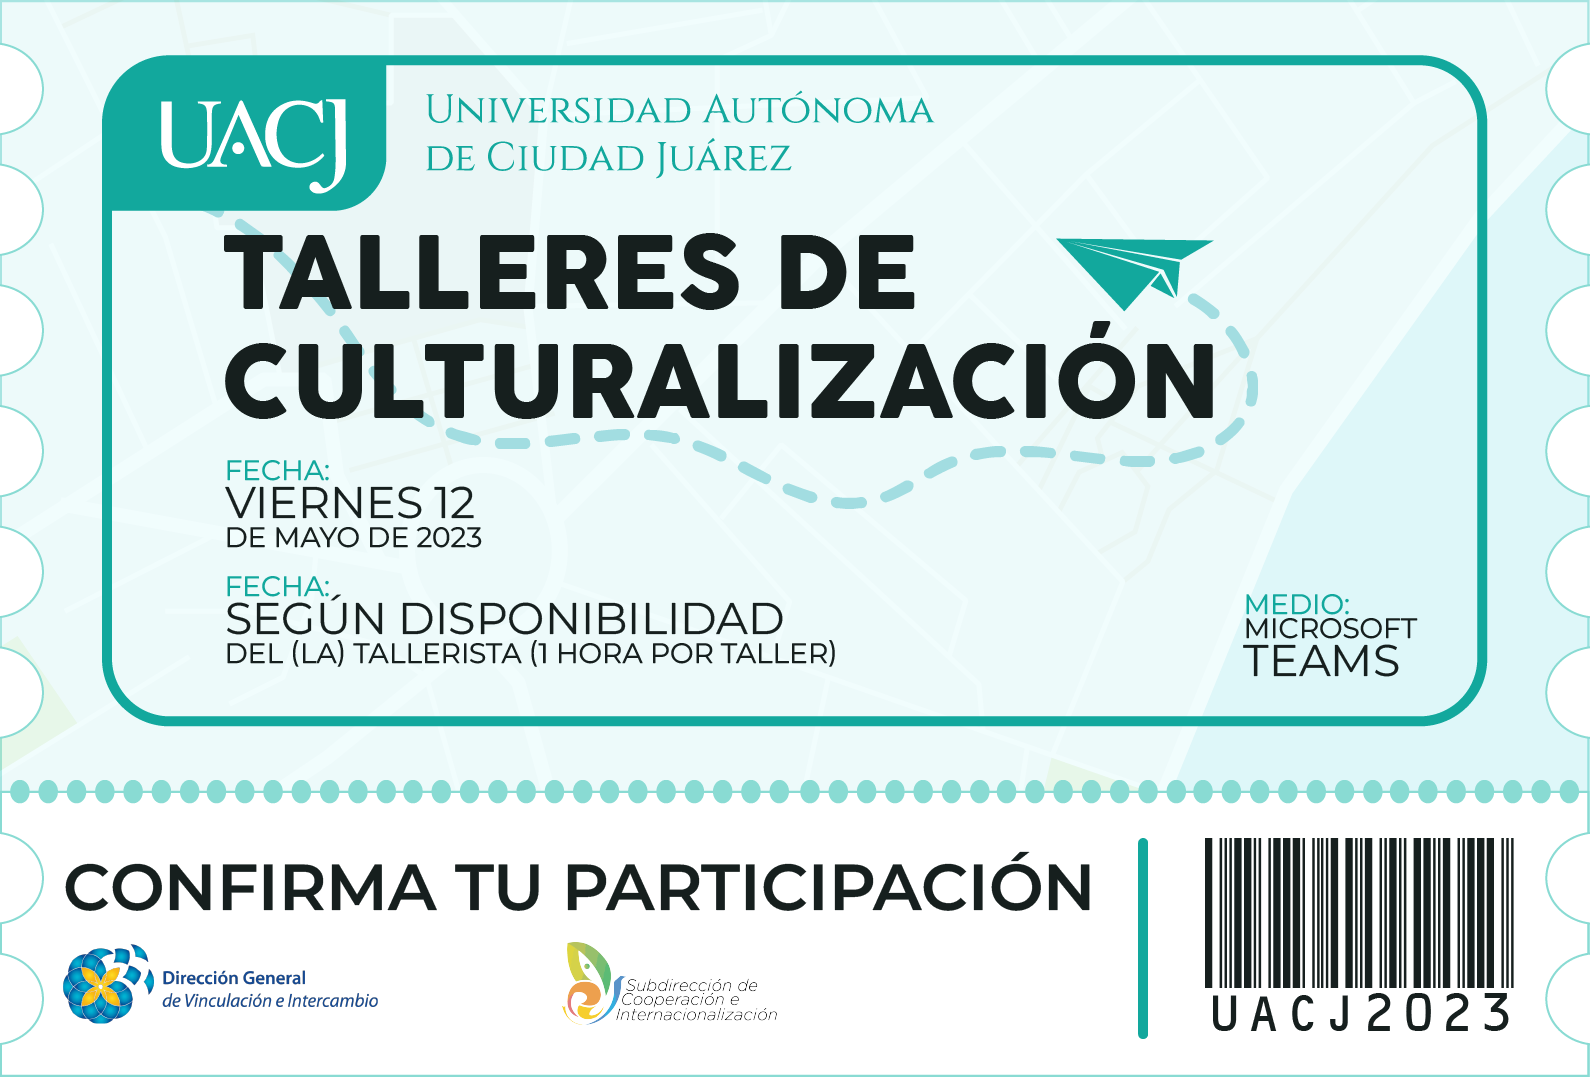 UACJ
Universidad Autónoma
de Ciudad Juárez
TALLERES DE
CULTURALIZACIÓN
FECHA:
VIERNES 12
DE MAYO DE 2023
FECHA:
SEGÚN DISPONIBILIDAD
DEL (LA) TALLERISTA (1 HORA POR TALLER)
MEDIO:
MICROSOFT
TEAMS
CONFIRMA TU PARTICIPACIÓN
Dirección General
de Vinculación e Intercambio
Subdirección de
Cooperación e
Internacionalización
UACJ2023